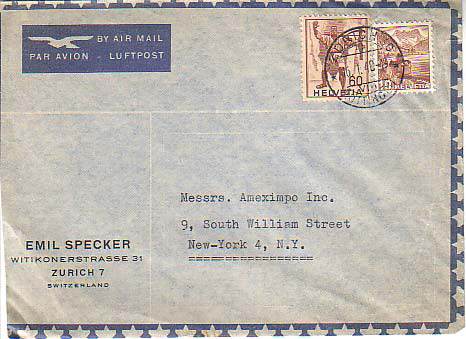 BY AIR MAIL
PAR AVION - LUFTPOST
60
HELVETIA
HELVETIA
Messrs. Ameximpo Inc.
9, South William Street
New-York 4, N.Y.
EMIL SPECKER
WITIKONERSTRASSE 31
ZURICH 7
SWITZERLAND